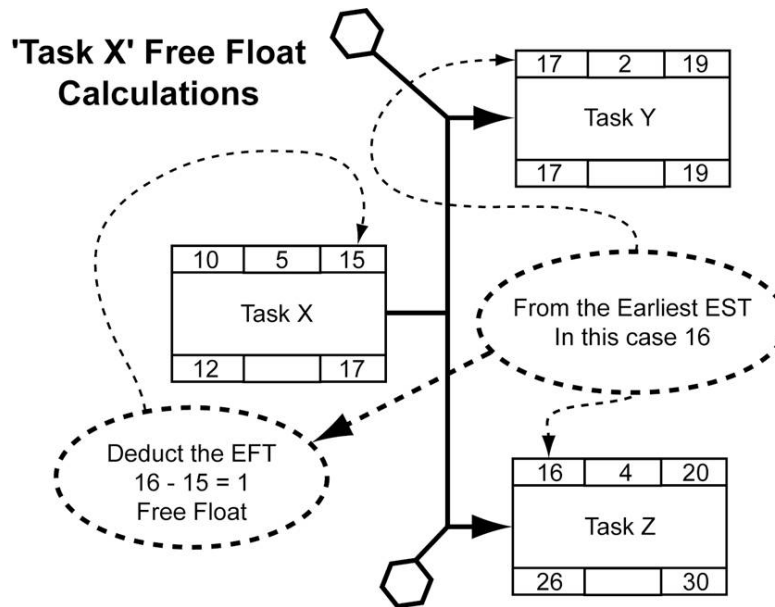 'Task X' Free Float
Calculations
17 2 19
Task Y
17 19
10 5 15
Task X
12 17
From the Earliest EST
In this case 16
Deduct the EFT
16 - 15 = 1
Free Float
16 4 20
Task Z
26 30